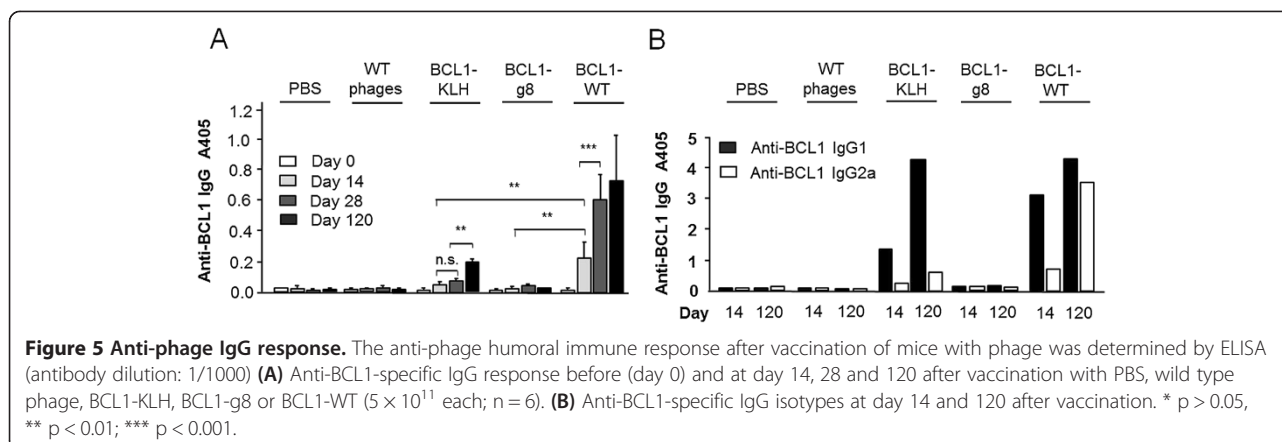 A
PBS
WT phages
BCL1-KLH
BCL1-g8
BCL1-WT
Anti-BCL1 IgG A405
1.2
1.0
0.8
0.6
0.4
0.2
0.0
Day 0
Day 14
Day 28
Day 120
n.s.
**
**
**
***
B
PBS
WT phages
BCL1-KLH
BCL1-g8
BCL1-WT
Anti-BCL1 IgG A405
5
4
3
2
1
0
Anti-BCL1 IgG1
Anti-BCL1 IgG2a
Day 14 120 14 120 14 120 14 120 14 120
Figure 5 Anti-phage IgG response. The anti-phage humoral immune response after vaccination of mice with phage was determined by ELISA
(antibody dilution: 1/1000) (A) Anti-BCL1-specific IgG response before (day 0) and at day 14, 28 and 120 after vaccination with PBS, wild type
phage, BCL1-KLH, BCL1-g8 or BCL1-WT (5 × 10¹¹ each; n = 6). (B) Anti-BCL1-specific IgG isotypes at day 14 and 120 after vaccination. * p > 0.05,
** p < 0.01; *** p < 0.001.